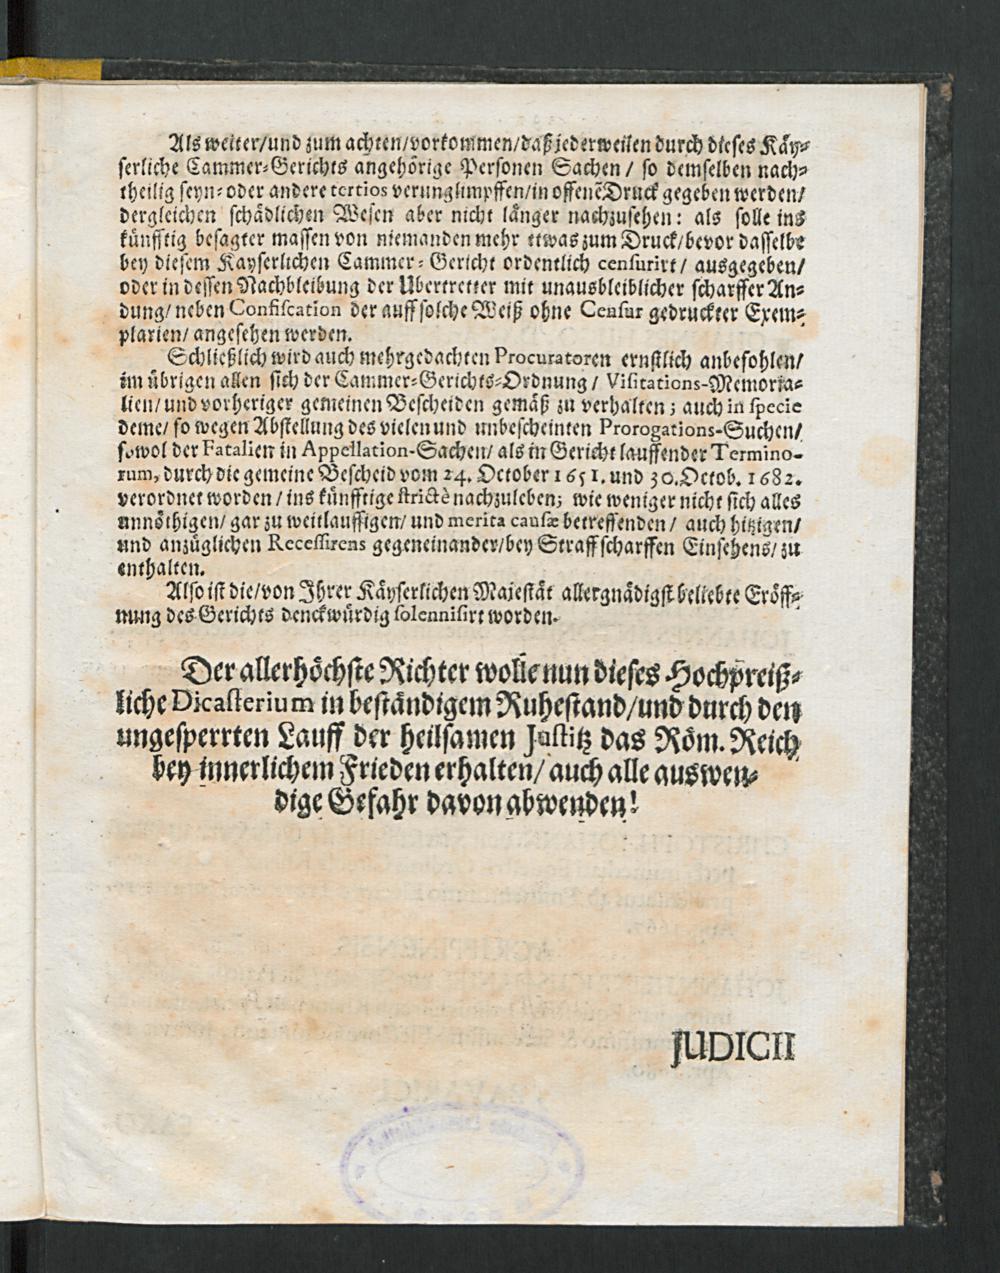 Als weiter/und zum achten/vorkommen/daß jederweilen durch dieses Käy-
serliche Cammer-Gerichts angehörige Personen Sachen / so demselben nach-
theilig seyn-oder andere tertios verunglimpffen/in offenẽ Druck gegeben werden/
dergleichen schädlichen Wesen aber nicht länger nachzusehen: als solle ins
künfftig besagter massen von niemanden mehr etwas zum Druck/bevor dasselbe
bey diesem Kayserlichen Cammer-Gericht ordentlich censurirt / ausgegeben/
oder in dessen Nachbleibung der Ubertretter mit unausbleiblicher scharffer An-
dung/ neben Confiscation der auff solche Weiß ohne Censur gedruckter Exem-
plarien/ angesehen werden.
Schließlich wird auch mehrgedachten Procuratoren ernstlich anbefohlen/
im übrigen allen sich der Cammer-Gerichts-Ordnung / Visitations-Memoria-
lien/und vorheriger gemeinen Bescheiden gemäß zu verhalten; auch in specie
deme/ so wegen Abstellung des vielen und unbescheinten Prorogations-Suchen/
sowol der Fatalien in Appellation-Sachen/ als in Gericht lauffender Termino-
rum, durch die gemeine Bescheid vom 24. October 1651. und 30. Octob. 1682.
verordnet worden / ins künfftige strictè nachzuleben; wie weniger nicht sich alles
unnöthigen/ gar zu weitlauffigen/ und merita causæ betreffenden / auch hitzigen/
und anzüglichen Recessirens gegeneinander/bey Straff scharffen Einsehens/ zu
enthalten.
Also ist die/von Ihrer Käyserlichen Majestät allergnädigst beliebte Eröff-
nung des Gerichts denckwürdig solennisirt worden.
Der allerhöchste Richter wolle nun dieses Hochpreiß-
liche Dicasterium in beständigem Ruhestand/und durch den
ungesperrten Lauff der heilsamen Justitz das Röm. Reich
bey innerlichem Frieden erhalten/ auch alle auswen-
dige Gefahr davon abwenden!
JUDICII